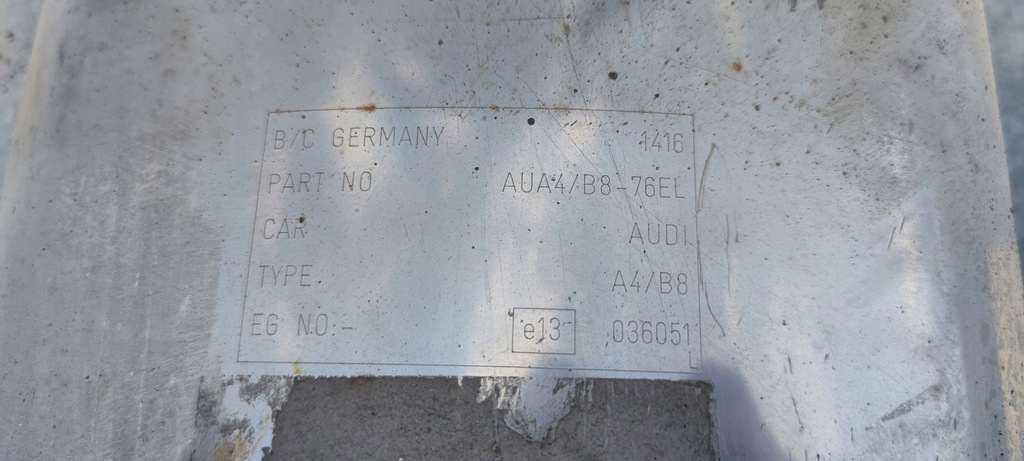 B/C GERMANY 1416
PART NO AUA4/B8-76EL
CAR AUDI
TYPE A4/B8
EG NO.:- e13 036051